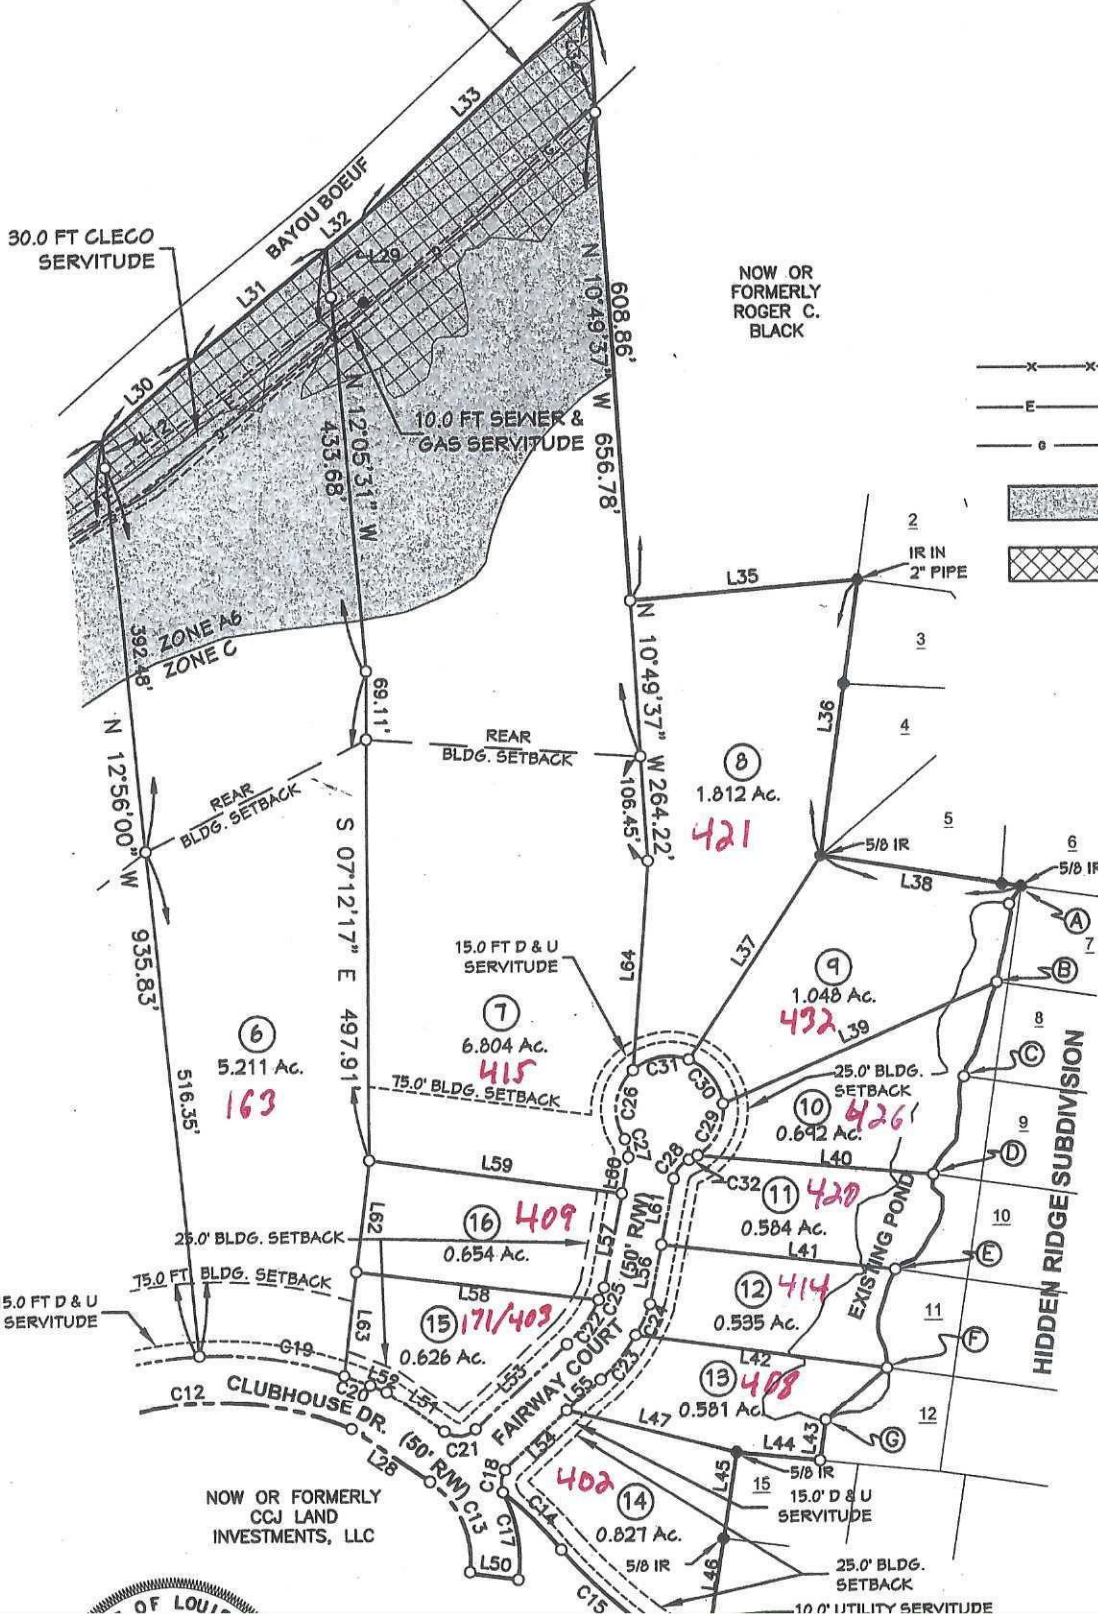 L34
L33
BAYOU BOEUF
L32
L29
30.0 FT CLECO
SERVITUDE
L31
L30
L12
NOW OR
FORMERLY
ROGER C.
BLACK
N 10°49'37" W 656.78'
608.86'
N 12°05'31" W
433.68'
10.0 FT SEWER &
GAS SERVITUDE
X
X
E
G
2
IR IN
2" PIPE
L35
3
ZONE A6
ZONE C
392.48'
N 12°56'00" W 935.83'
69.11'
N 10°49'37" W 264.22'
L36
4
REAR
BLDG. SETBACK
REAR
BLDG. SETBACK
106.45'
8
1.812 Ac.
421
5
5/8 IR
6
5/8 IR
L38
A
7
S 07°12'17" E 497.91'
516.35'
15.0 FT D & U
SERVITUDE
L64
L37
9
1.048 Ac.
432
B
L39
6
5.211 Ac.
163
7
6.804 Ac.
415
75.0' BLDG. SETBACK
C31
C30
C26
C29
25.0' BLDG.
SETBACK
8
C
10
0.692 Ac.
426
9
D
C27
C28
C32
L40
L59
L60
L61
11
0.584 Ac.
420
10
HIDDEN RIDGE SUBDIVISION
EXISTING POND
L62
16
0.654 Ac.
409
25.0' BLDG. SETBACK
L57
(50' R/W)
L56
L41
E
75.0 FT BLDG. SETBACK
5.0 FT D & U
SERVITUDE
L58
C25
C24
12
0.535 Ac.
414
11
F
L63
15
0.626 Ac.
171/403
C22
C23
L42
C19
L53
FAIRWAY COURT
L55
13
0.581 Ac.
408
12
C12
CLUBHOUSE DR.
(50' R/W)
C20
L52
L51
C21
L54
L47
L43
G
L44
L45
5/8 IR
L28
C18
402
14
0.827 Ac.
15
15.0' D & U
SERVITUDE
NOW OR FORMERLY
CCJ LAND
INVESTMENTS, LLC
C13
C17
C14
5/8 IR
L46
L50
C15
25.0' BLDG.
SETBACK
10.0' UTILITY SERVITUDE
OF LOUIS